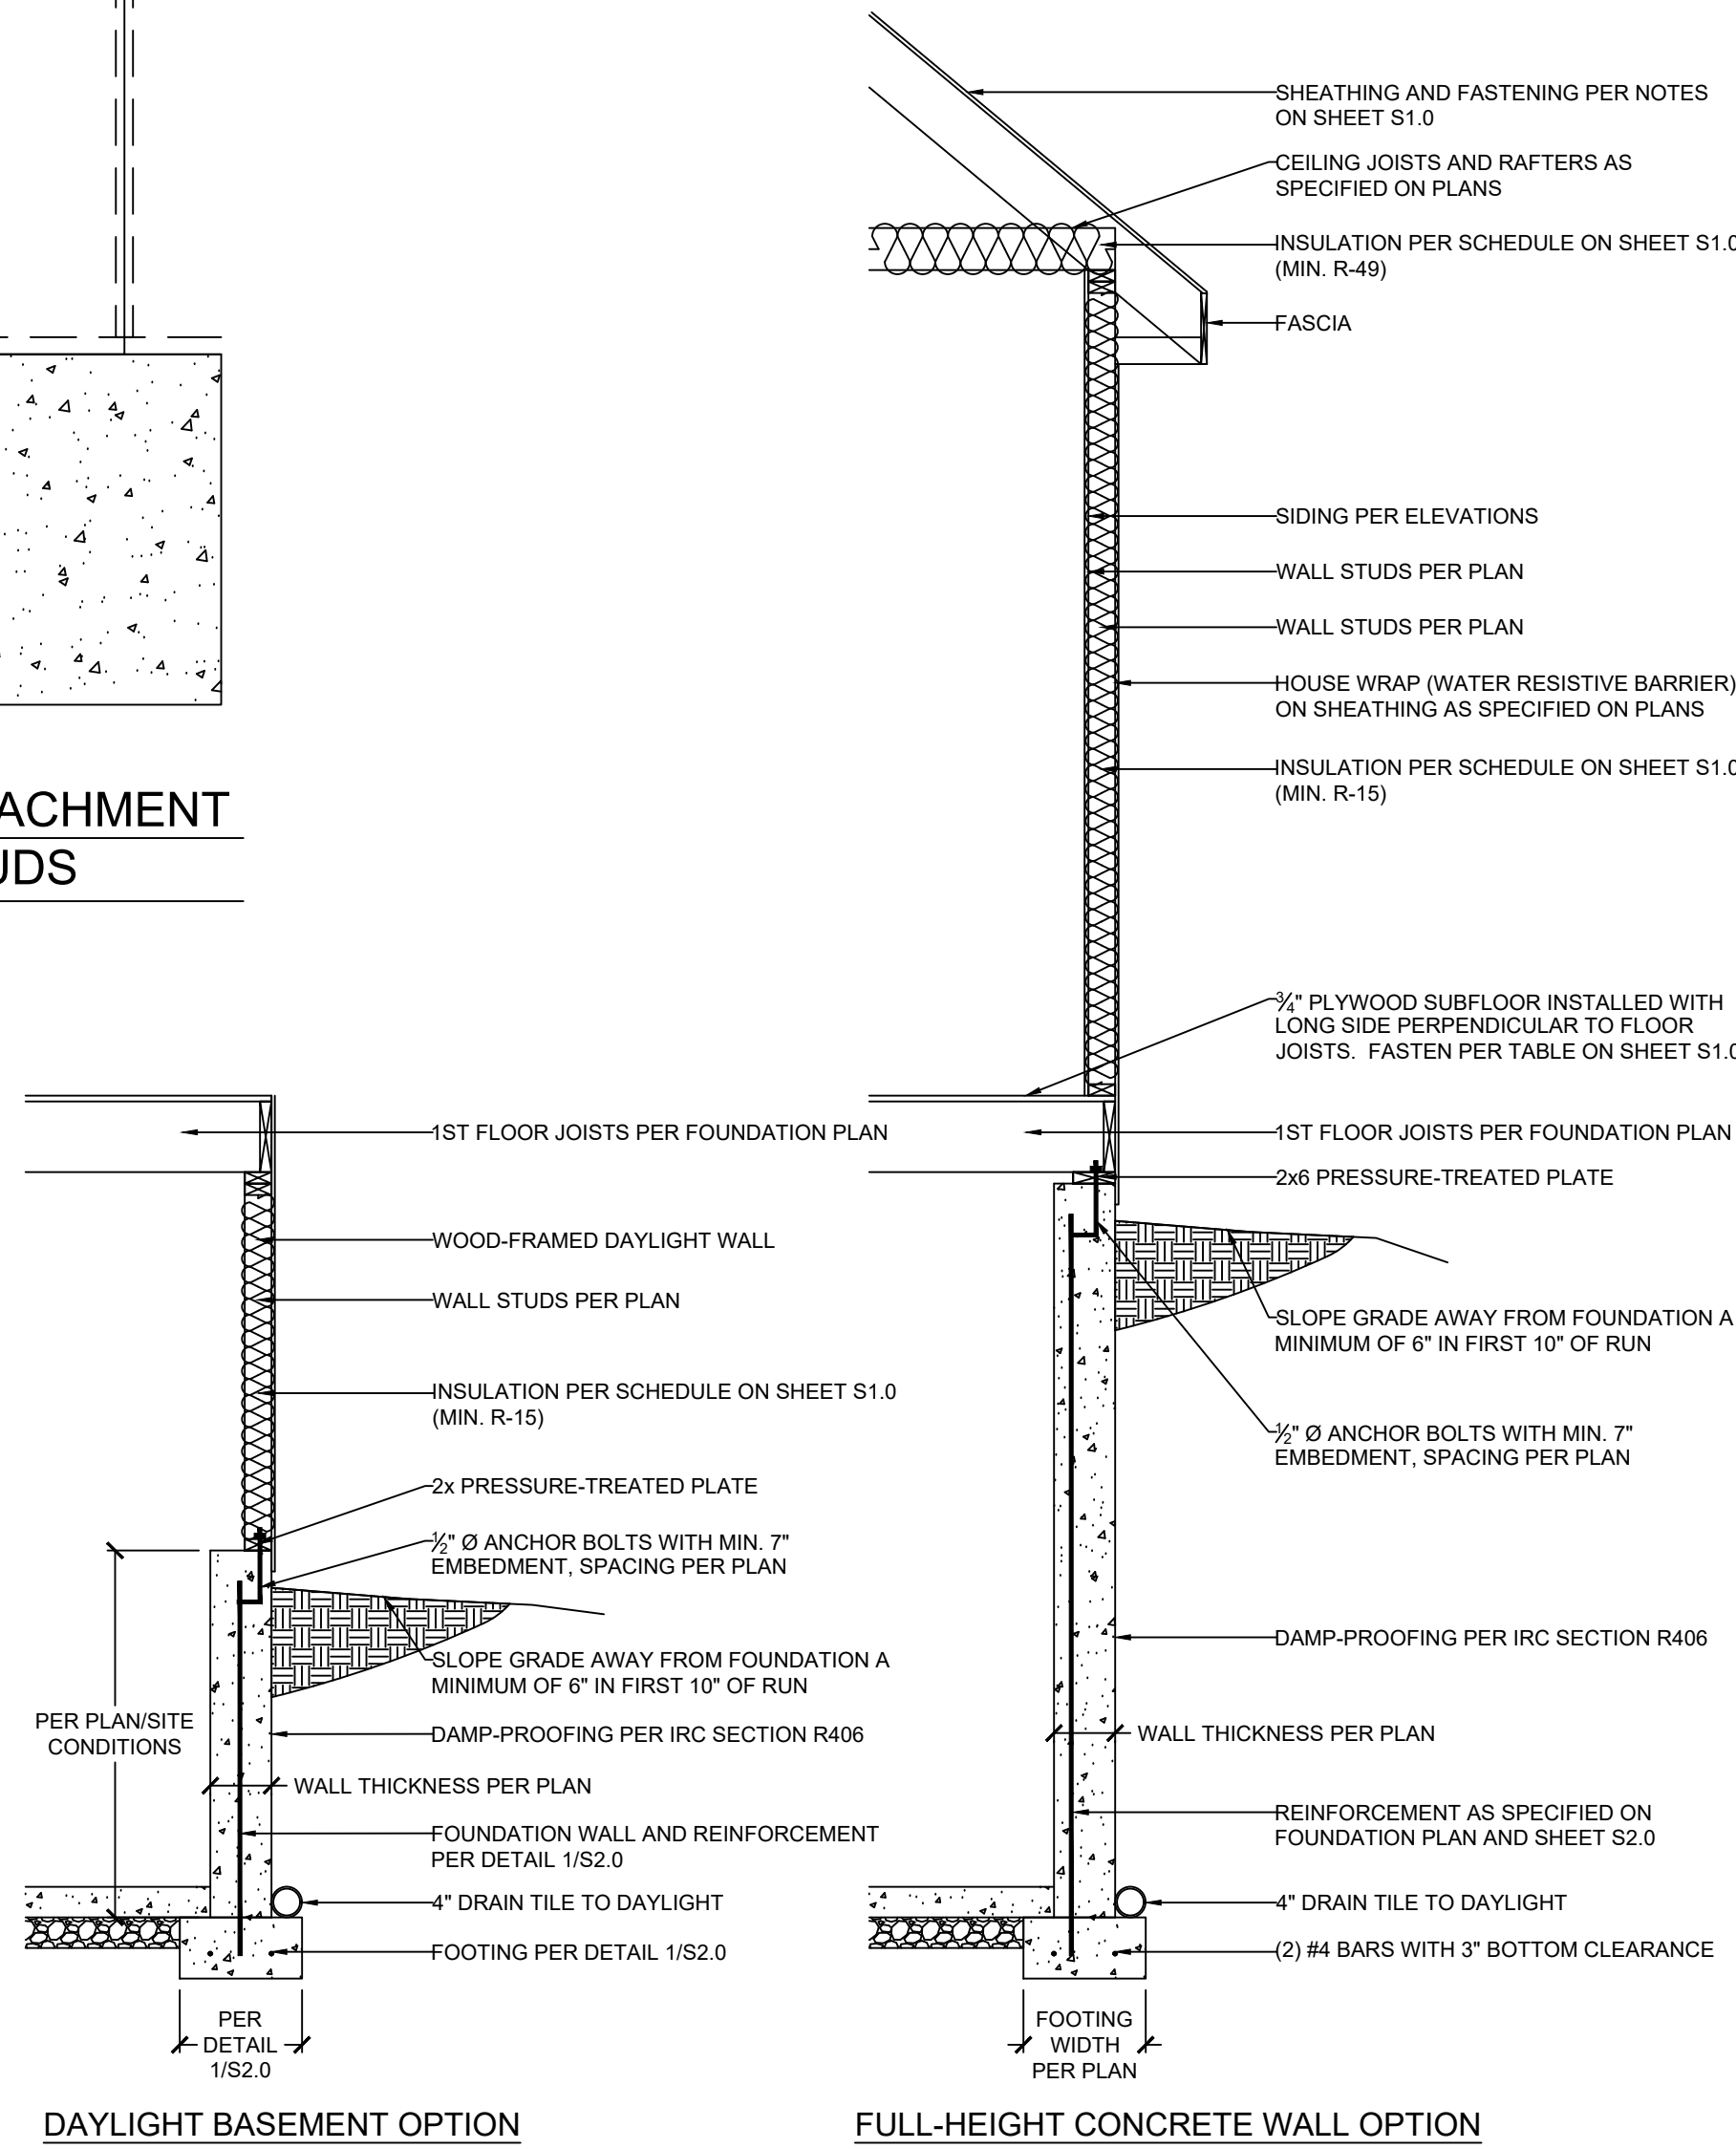 ACHMENT
UDS
1ST FLOOR JOISTS PER FOUNDATION PLAN
WOOD-FRAMED DAYLIGHT WALL
WALL STUDS PER PLAN
INSULATION PER SCHEDULE ON SHEET S1.0
(MIN. R-15)
2x PRESSURE-TREATED PLATE
½" Ø ANCHOR BOLTS WITH MIN. 7"
EMBEDMENT, SPACING PER PLAN
SLOPE GRADE AWAY FROM FOUNDATION A
MINIMUM OF 6" IN FIRST 10" OF RUN
PER PLAN/SITE
CONDITIONS
DAMP-PROOFING PER IRC SECTION R406
WALL THICKNESS PER PLAN
FOUNDATION WALL AND REINFORCEMENT
PER DETAIL 1/S2.0
4" DRAIN TILE TO DAYLIGHT
FOOTING PER DETAIL 1/S2.0
PER
DETAIL
1/S2.0
DAYLIGHT BASEMENT OPTION
SHEATHING AND FASTENING PER NOTES
ON SHEET S1.0
CEILING JOISTS AND RAFTERS AS
SPECIFIED ON PLANS
INSULATION PER SCHEDULE ON SHEET S1.0
(MIN. R-49)
FASCIA
SIDING PER ELEVATIONS
WALL STUDS PER PLAN
WALL STUDS PER PLAN
HOUSE WRAP (WATER RESISTIVE BARRIER)
ON SHEATHING AS SPECIFIED ON PLANS
INSULATION PER SCHEDULE ON SHEET S1.0
(MIN. R-15)
¾" PLYWOOD SUBFLOOR INSTALLED WITH
LONG SIDE PERPENDICULAR TO FLOOR
JOISTS. FASTEN PER TABLE ON SHEET S1.0
1ST FLOOR JOISTS PER FOUNDATION PLAN
2x6 PRESSURE-TREATED PLATE
SLOPE GRADE AWAY FROM FOUNDATION A
MINIMUM OF 6" IN FIRST 10" OF RUN
½" Ø ANCHOR BOLTS WITH MIN. 7"
EMBEDMENT, SPACING PER PLAN
DAMP-PROOFING PER IRC SECTION R406
WALL THICKNESS PER PLAN
REINFORCEMENT AS SPECIFIED ON
FOUNDATION PLAN AND SHEET S2.0
4" DRAIN TILE TO DAYLIGHT
(2) #4 BARS WITH 3" BOTTOM CLEARANCE
FOOTING
WIDTH
PER PLAN
FULL-HEIGHT CONCRETE WALL OPTION